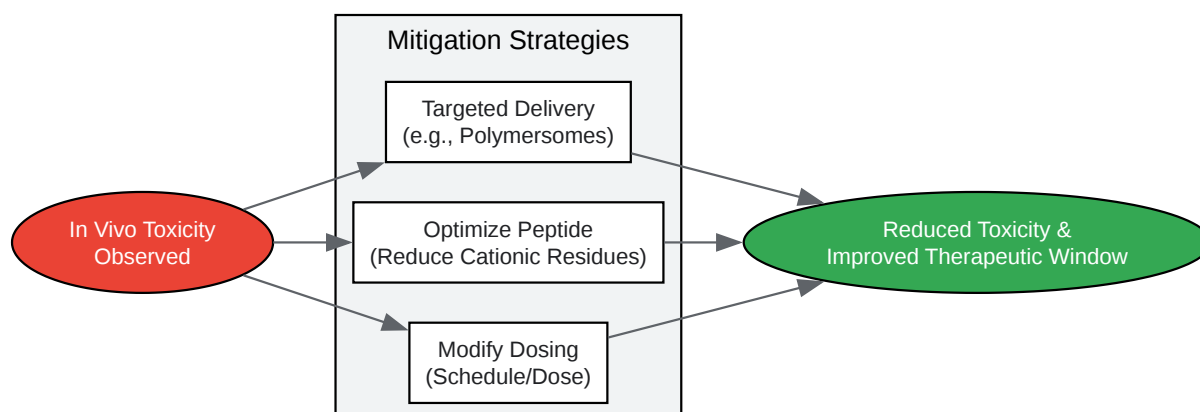 Mitigation Strategies
Targeted Delivery
(e.g., Polymersomes)
In Vivo Toxicity
Observed
Optimize Peptide
(Reduce Cationic Residues)
Reduced Toxicity &
Improved Therapeutic Window
Modify Dosing
(Schedule/Dose)